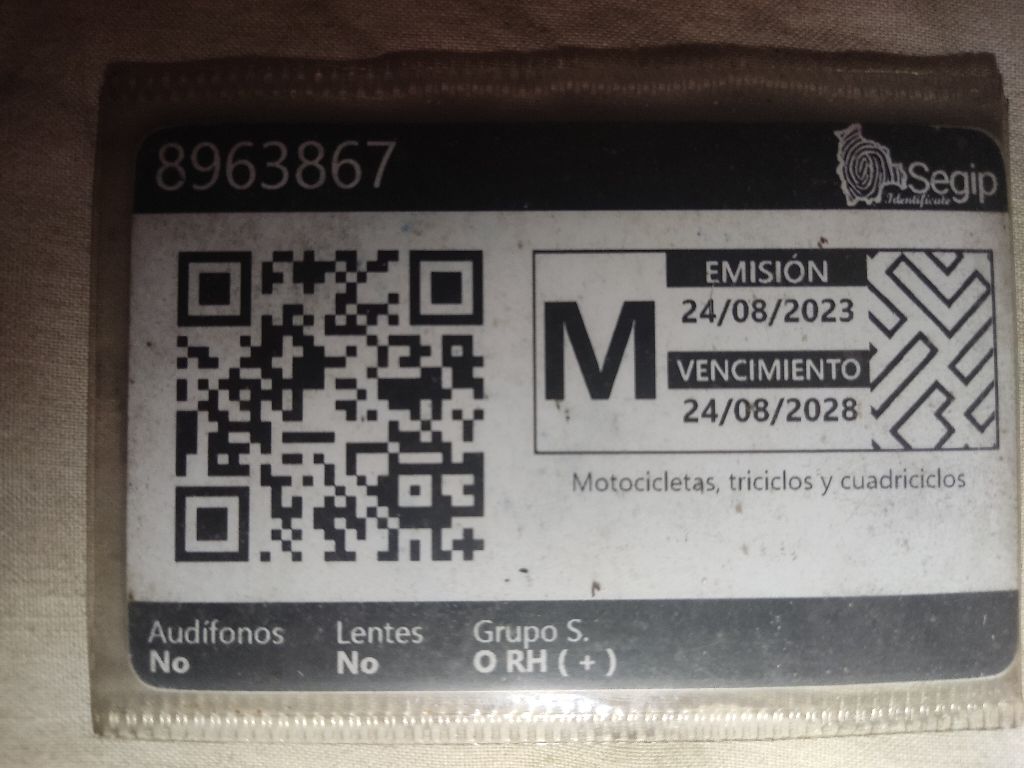 8963867
Segip
Identifícate
EMISIÓN
24/08/2023
M
VENCIMIENTO
24/08/2028
Motocicletas, triciclos y cuadriciclos
Audífonos Lentes Grupo S.
No No O RH ( + )